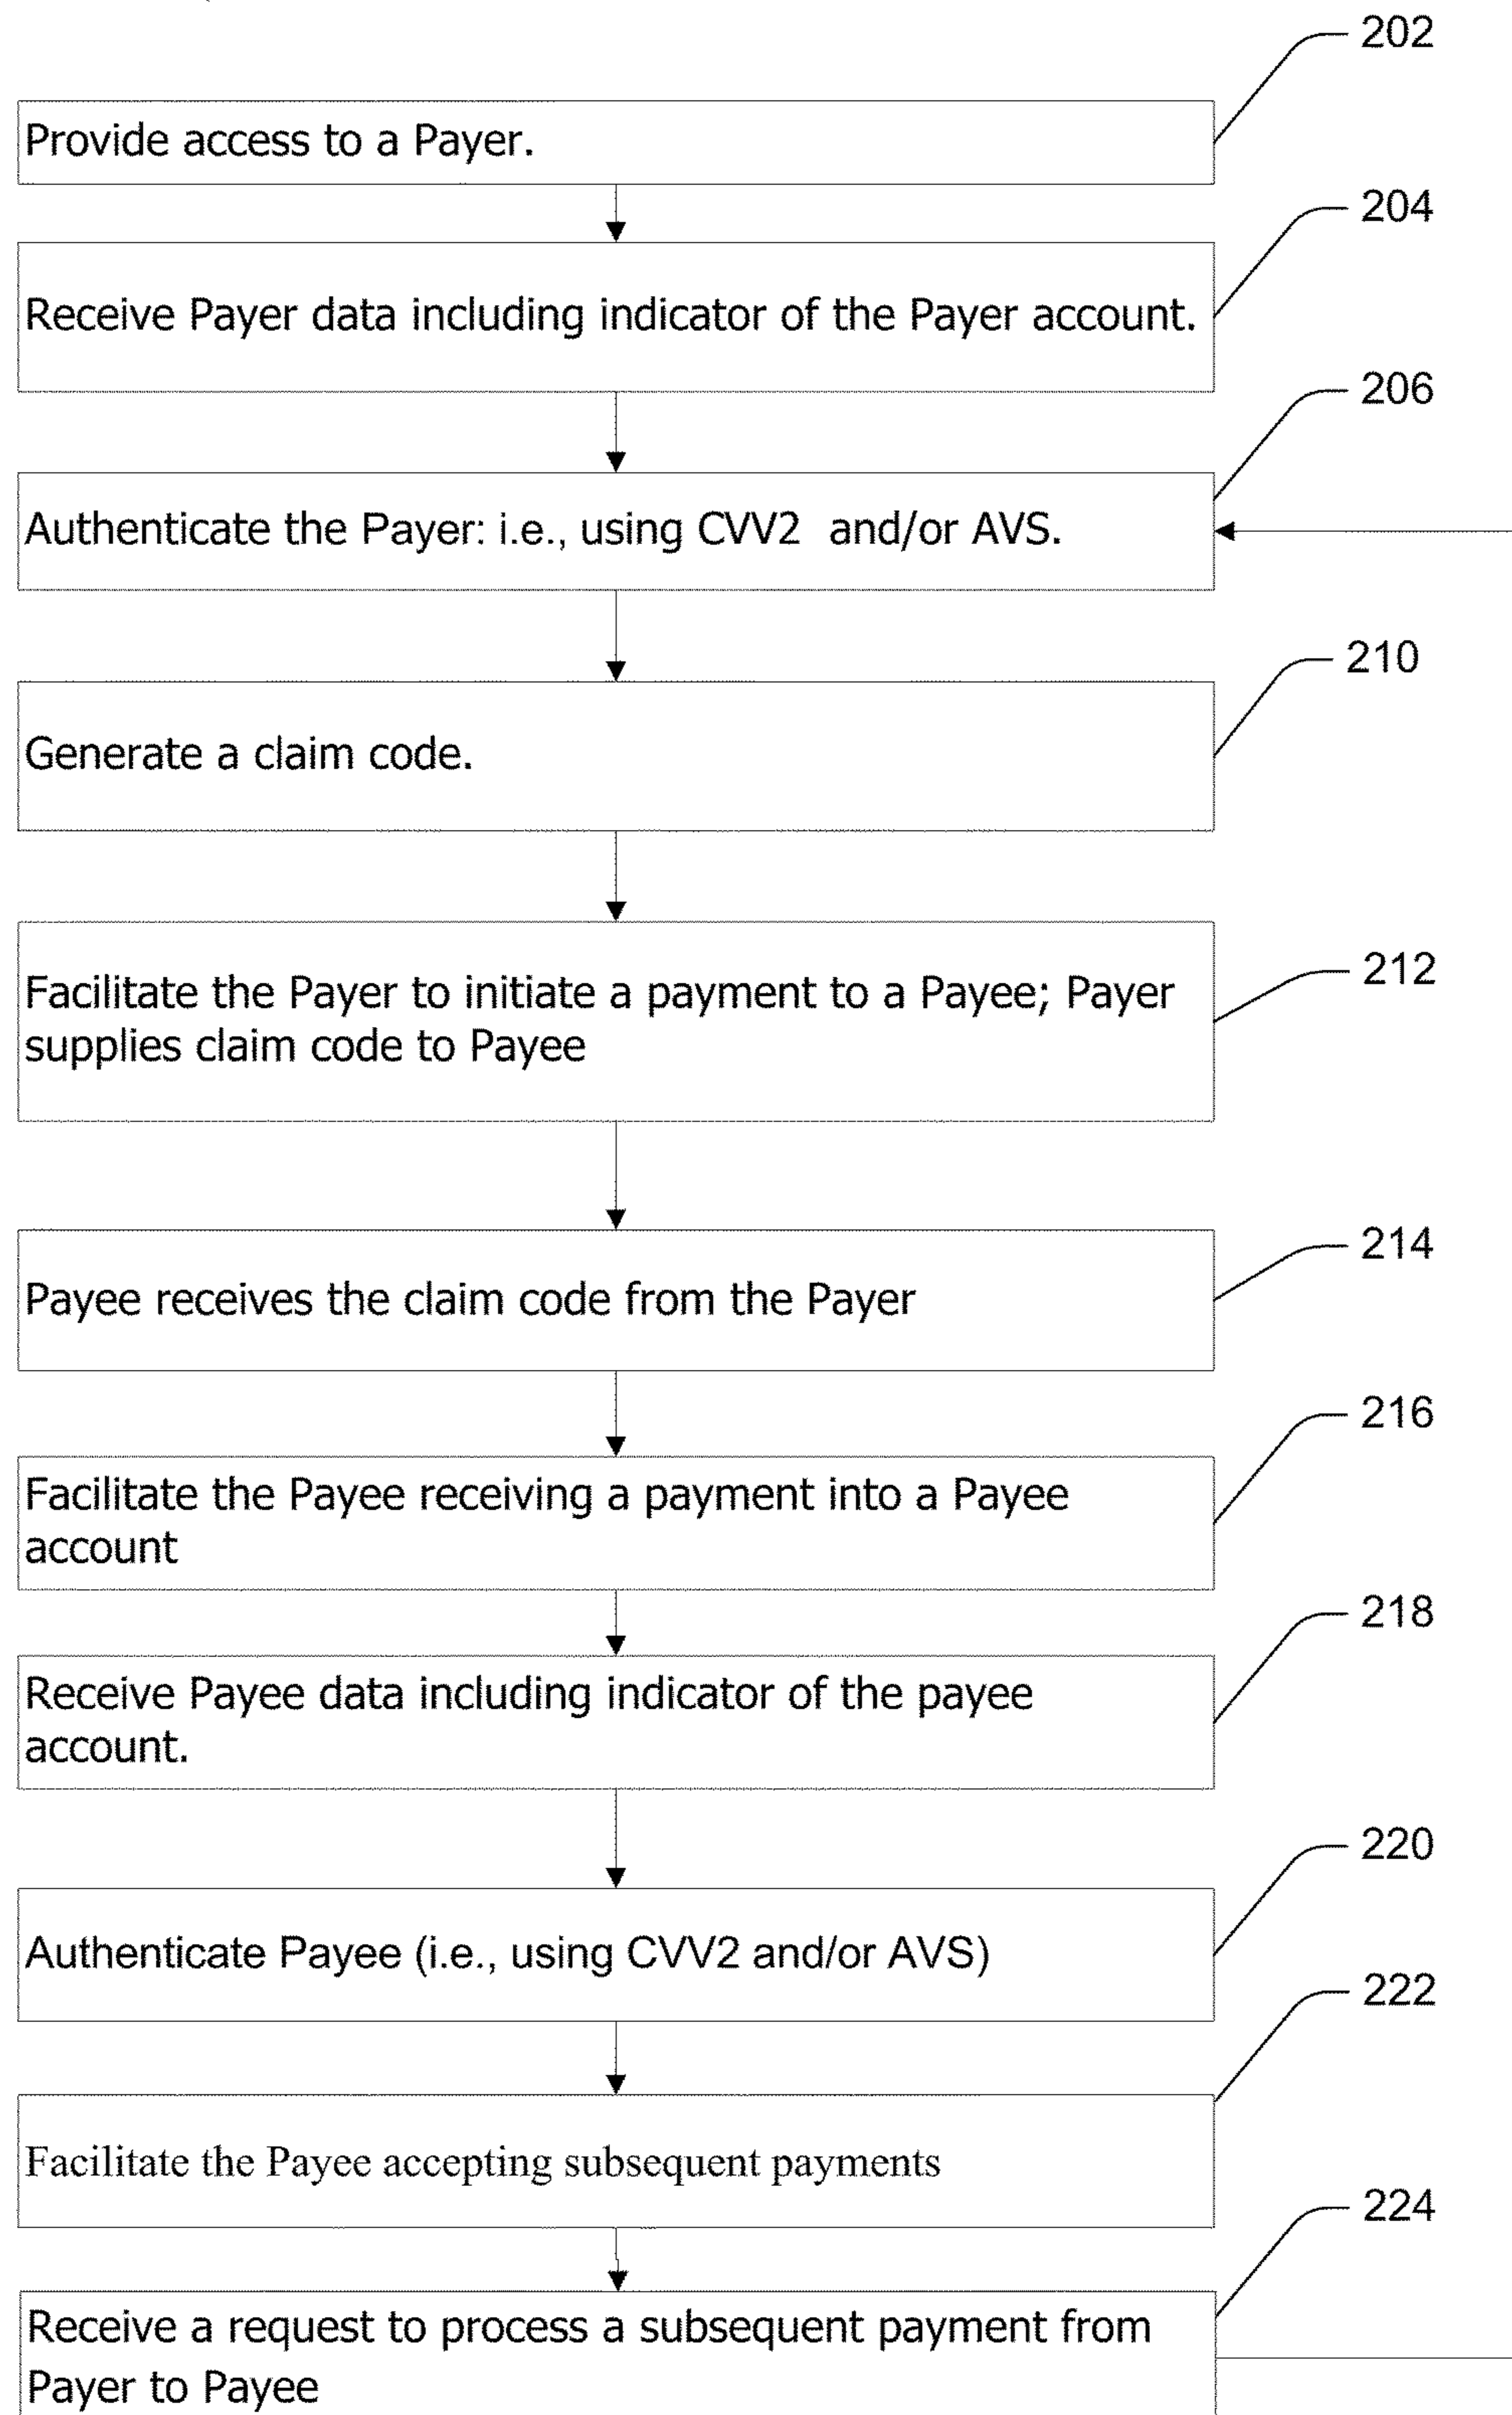 202
Provide access to a Payer.
204
Receive Payer data including indicator of the Payer account.
206
Authenticate the Payer: i.e., using CVV2  and/or AVS.
210
Generate a claim code.
212
Facilitate the Payer to initiate a payment to a Payee; Payer
supplies claim code to Payee
214
Payee receives the claim code from the Payer
216
Facilitate the Payee receiving a payment into a Payee
account
218
Receive Payee data including indicator of the payee
account.
220
Authenticate Payee (i.e., using CVV2 and/or AVS)
222
Facilitate the Payee accepting subsequent payments
224
Receive a request to process a subsequent payment from
Payer to Payee